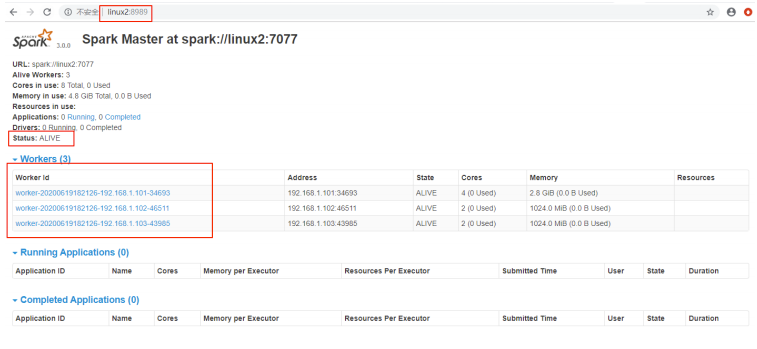 不安全 | linux2:8989
APACHE Spark 3.0.0 Spark Master at spark://linux2:7077
URL: spark://linux2:7077
Alive Workers: 3
Cores in use: 8 Total, 0 Used
Memory in use: 4.8 GiB Total, 0.0 B Used
Resources in use:
Applications: 0 Running, 0 Completed
Drivers: 0 Running, 0 Completed
Status: ALIVE
Workers (3)
Worker Id Address State Cores Memory Resources
worker-20200619182126-192.168.1.101-34693 192.168.1.101:34693 ALIVE 4 (0 Used) 2.8 GiB (0.0 B Used)
worker-20200619182126-192.168.1.102-46511 192.168.1.102:46511 ALIVE 2 (0 Used) 1024.0 MiB (0.0 B Used)
worker-20200619182126-192.168.1.103-43985 192.168.1.103:43985 ALIVE 2 (0 Used) 1024.0 MiB (0.0 B Used)
Running Applications (0)
Application ID Name Cores Memory per Executor Resources Per Executor Submitted Time User State Duration
Completed Applications (0)
Application ID Name Cores Memory per Executor Resources Per Executor Submitted Time User State Duration